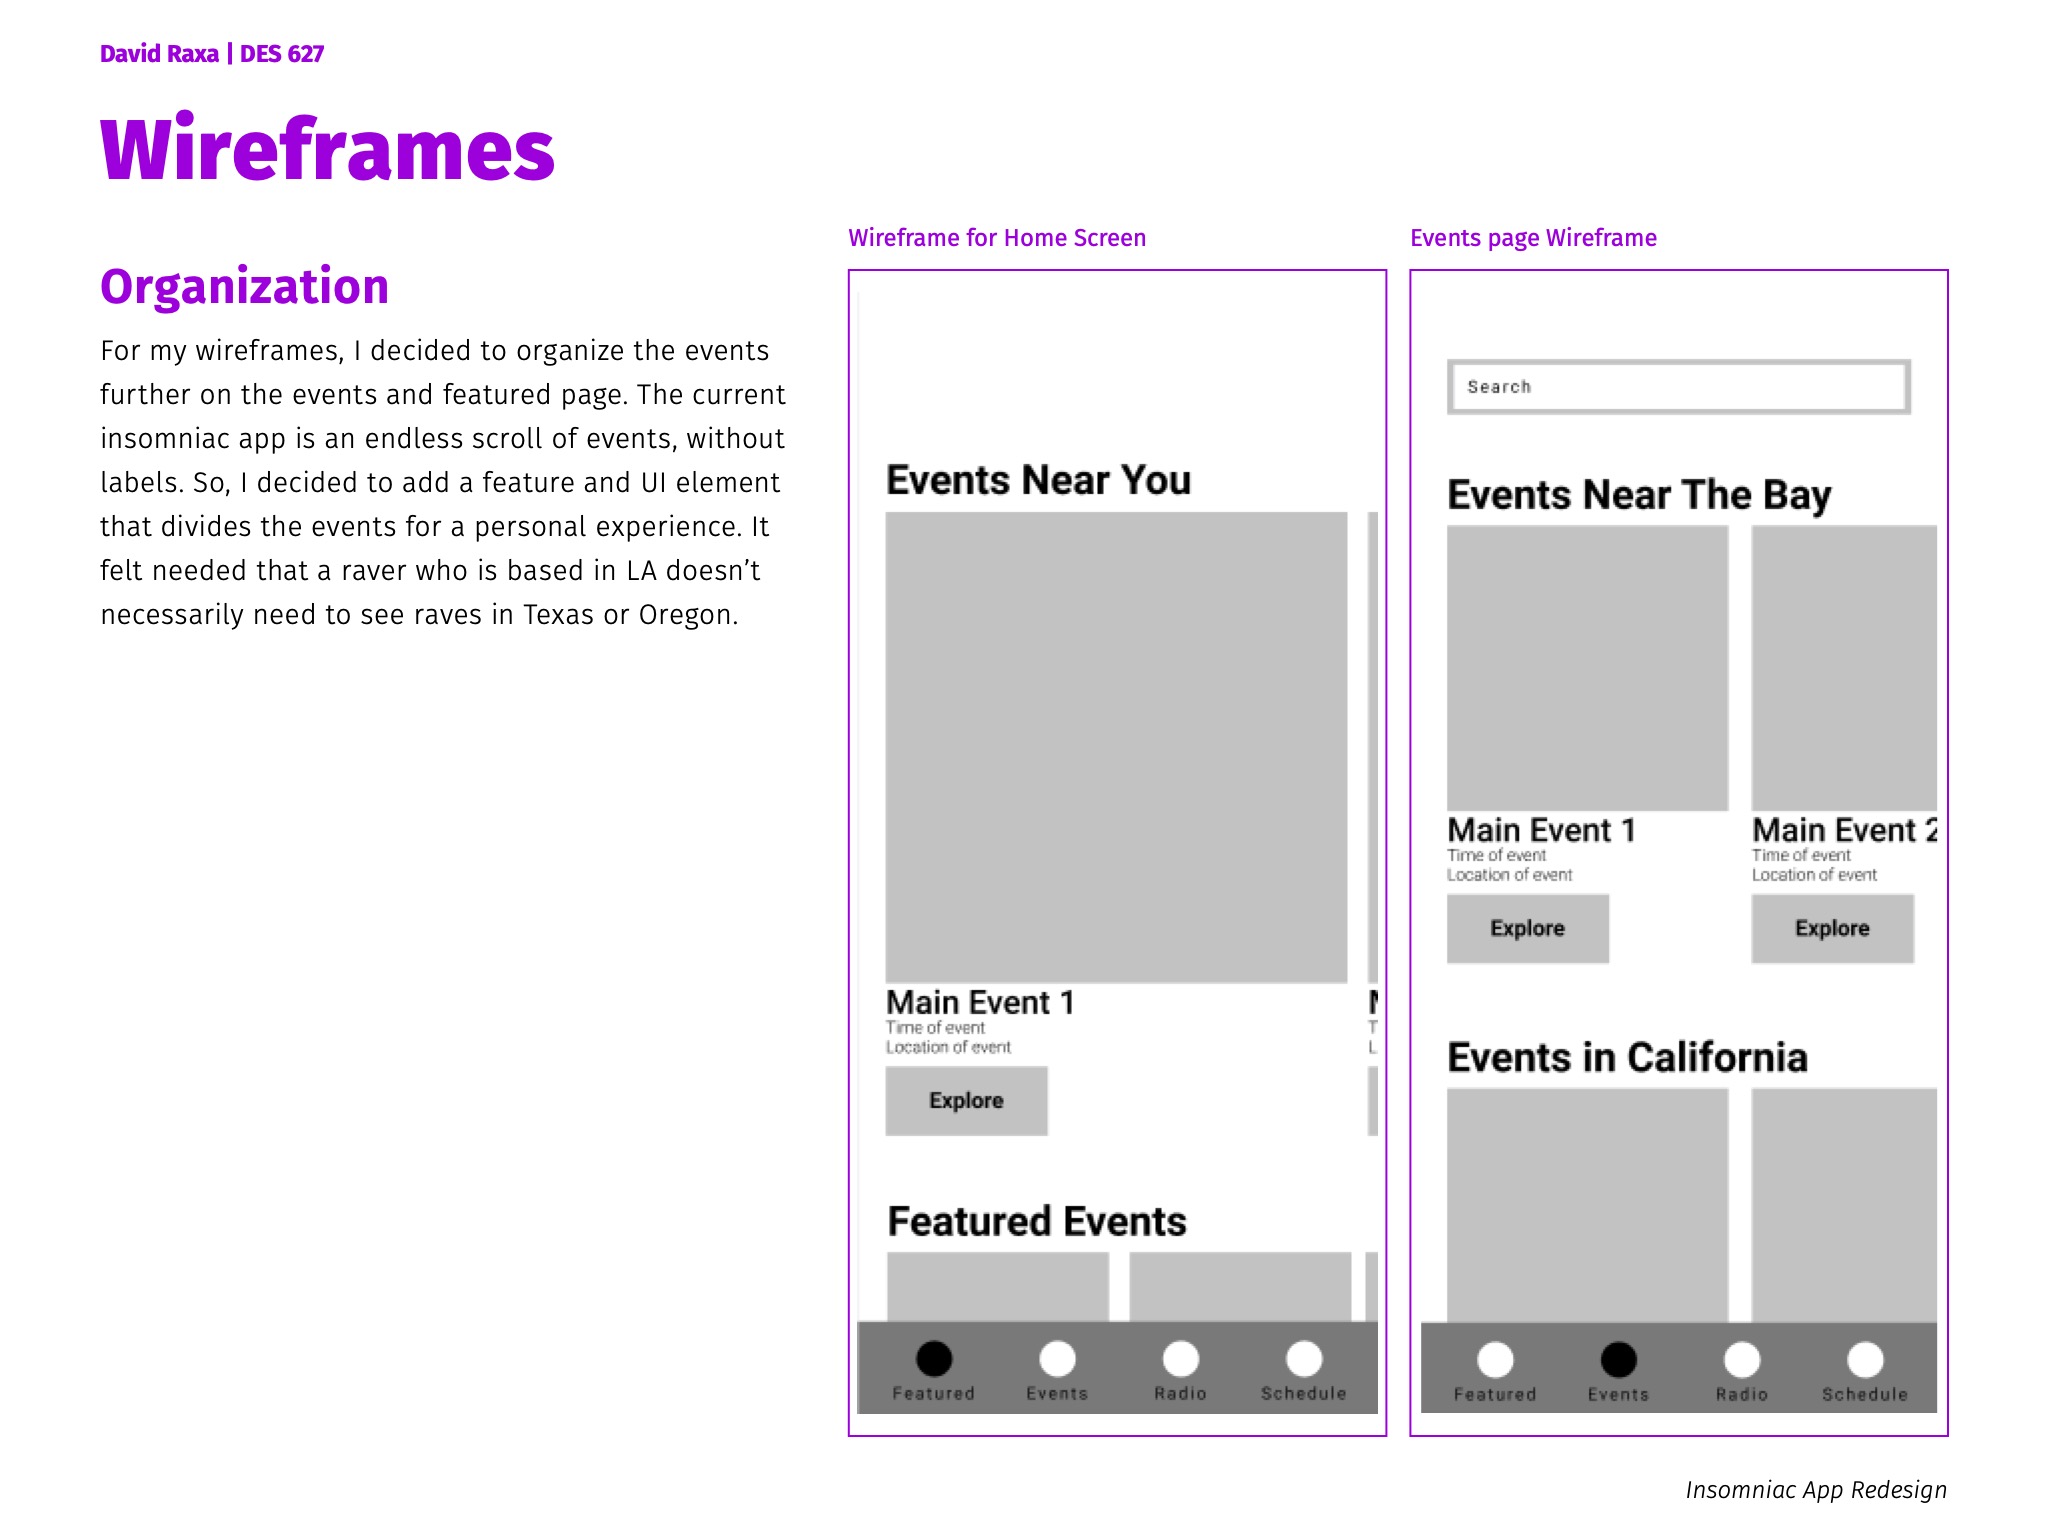 David Raxa | DES 627
Wireframes
Organization
For my wireframes, I decided to organize the events
further on the events and featured page. The current
insomniac app is an endless scroll of events, without
labels. So, I decided to add a feature and UI element
that divides the events for a personal experience. It
felt needed that a raver who is based in LA doesn’t
necessarily need to see raves in Texas or Oregon.
Wireframe for Home Screen
Events Near You
Main Event 1
Time of event
Location of event
Explore
Featured Events
Featured Events Radio Schedule
Events page Wireframe
Search
Events Near The Bay
Main Event 1 Main Event 2
Time of event Time of event
Location of event Location of event
Explore Explore
Events in California
Featured Events Radio Schedule
Insomniac App Redesign